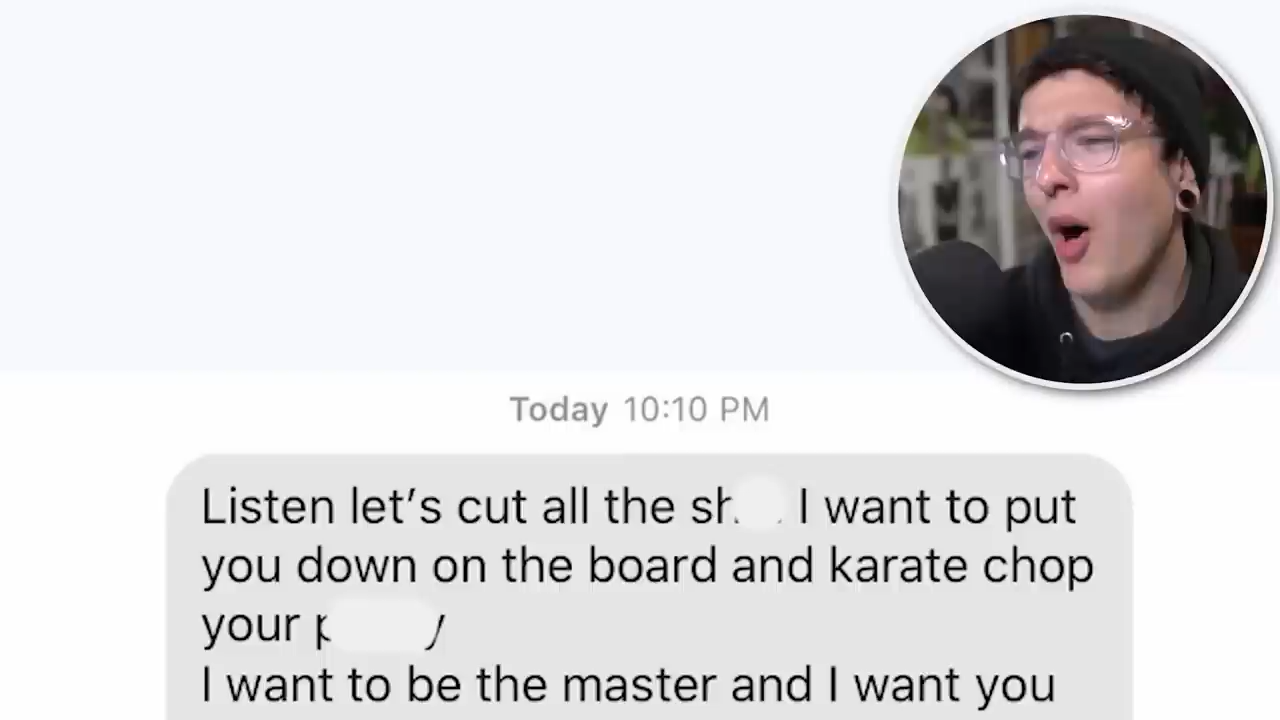 Today 10:10 PM
Listen let's cut all the I want to put
you down on the board and karate chop
your
I want to be the master and I want you